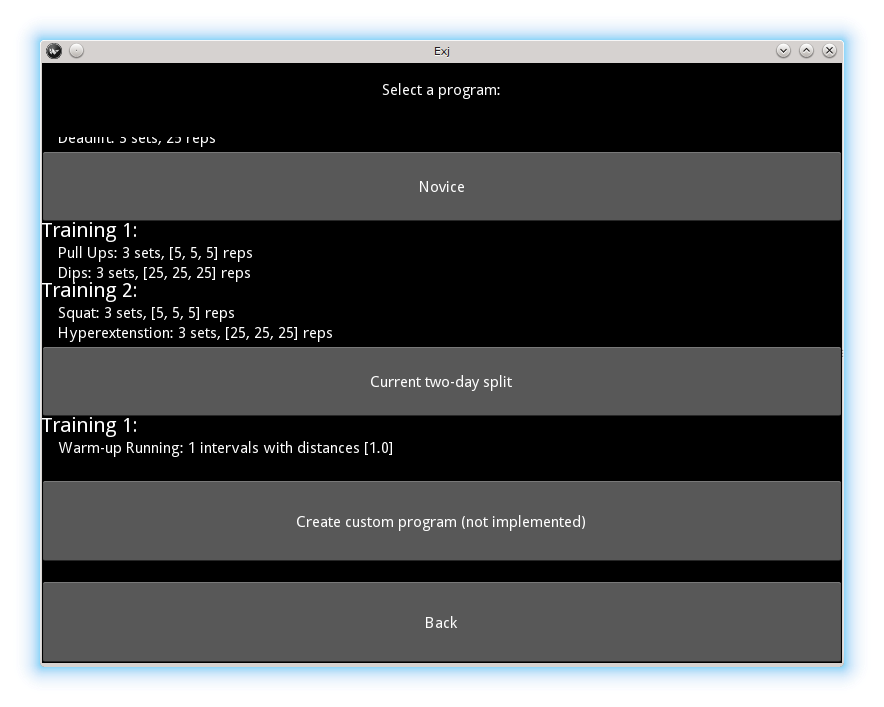 Exj
Select a program:
Deadlift: 3 sets, 25 reps
Novice
Training 1:
Pull Ups: 3 sets, [5, 5, 5] reps
Dips: 3 sets, [25, 25, 25] reps
Training 2:
Squat: 3 sets, [5, 5, 5] reps
Hyperextenstion: 3 sets, [25, 25, 25] reps
Current two-day split
Training 1:
Warm-up Running: 1 intervals with distances [1.0]
Create custom program (not implemented)
Back